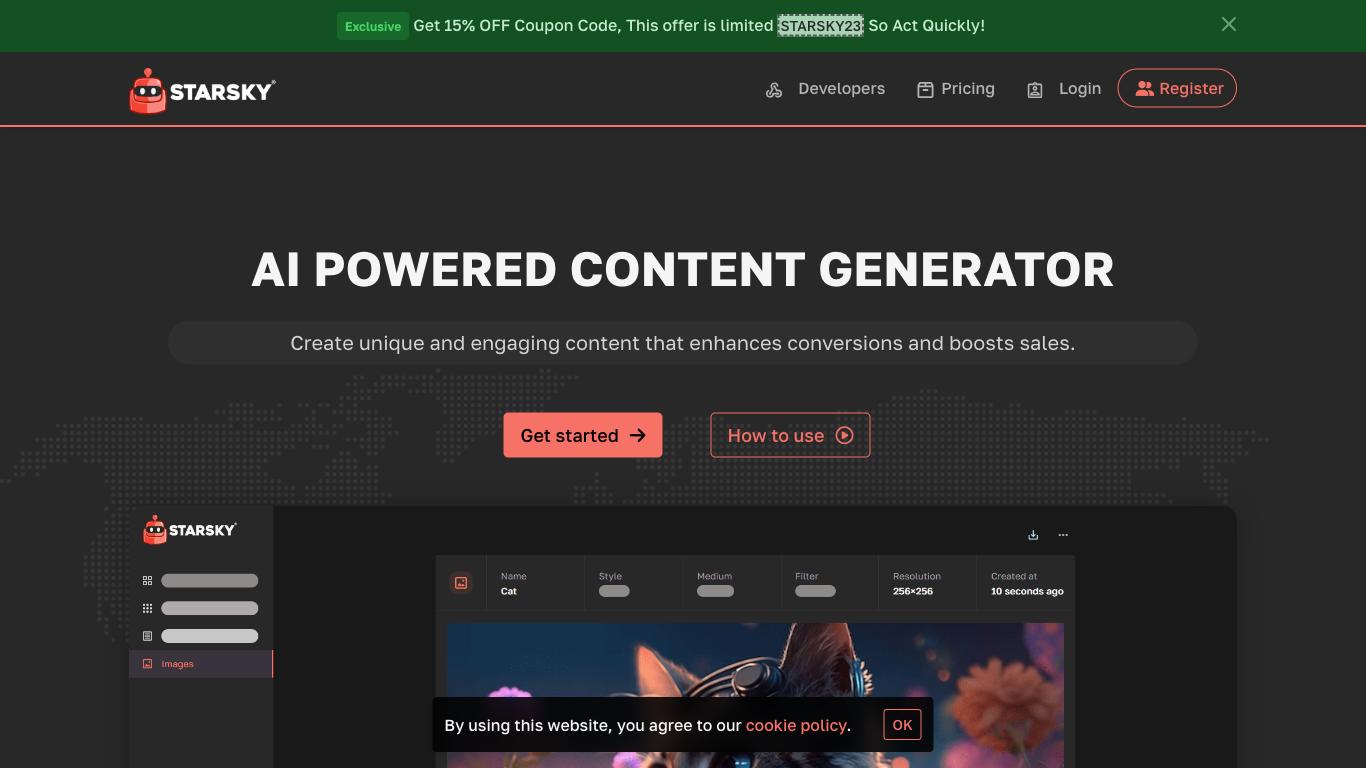 Exclusive Get 15% OFF Coupon Code, This offer is limited STARSKY23 So Act Quickly!
STARSKY®
Developers
Pricing
Login
Register
AI POWERED CONTENT GENERATOR
Create unique and engaging content that enhances conversions and boosts sales.
Get started
How to use
STARSKY®
Name
Cat
Style
Medium
Filter
Resolution
256×256
Created at
10 seconds ago
Images
By using this website, you agree to our cookie policy.
OK